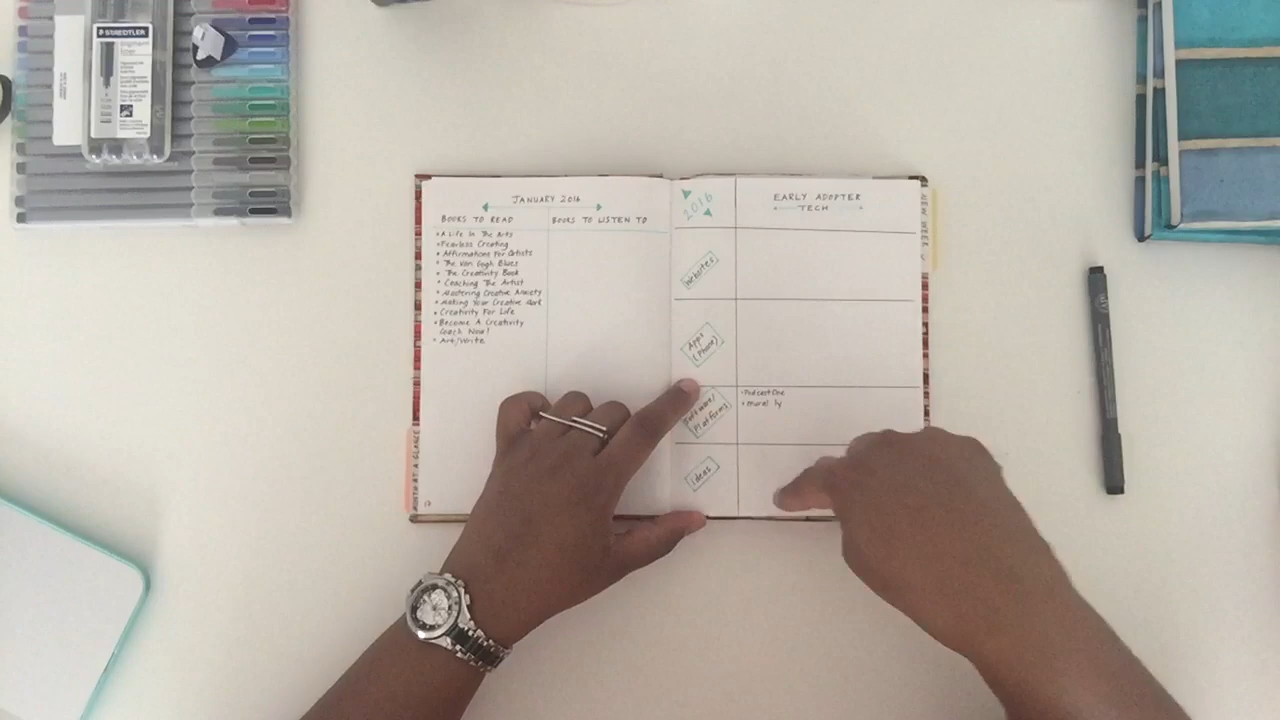 STAEDTLER
JANUARY 2016
BOOKS TO READ
BOOKS TO LISTEN TO
• A Life In The Arts
• Fearless Creating
• Affirmations For Artists
• The Van Gogh Blues
• The Creativity Book
• Coaching The Artist
• Mastering Creative Anxiety
• Making Your Creative Mark
• Creativity For Life
• Become A Creativity
Coach Now!
• Art/Write
MONTH-AT-A-GLANCE
2016
EARLY ADOPTER
TECH
Websites
Apps
(Phone)
Software/
Platforms
• PodcastOne
• mural ly
Ideas
NEW WEEK